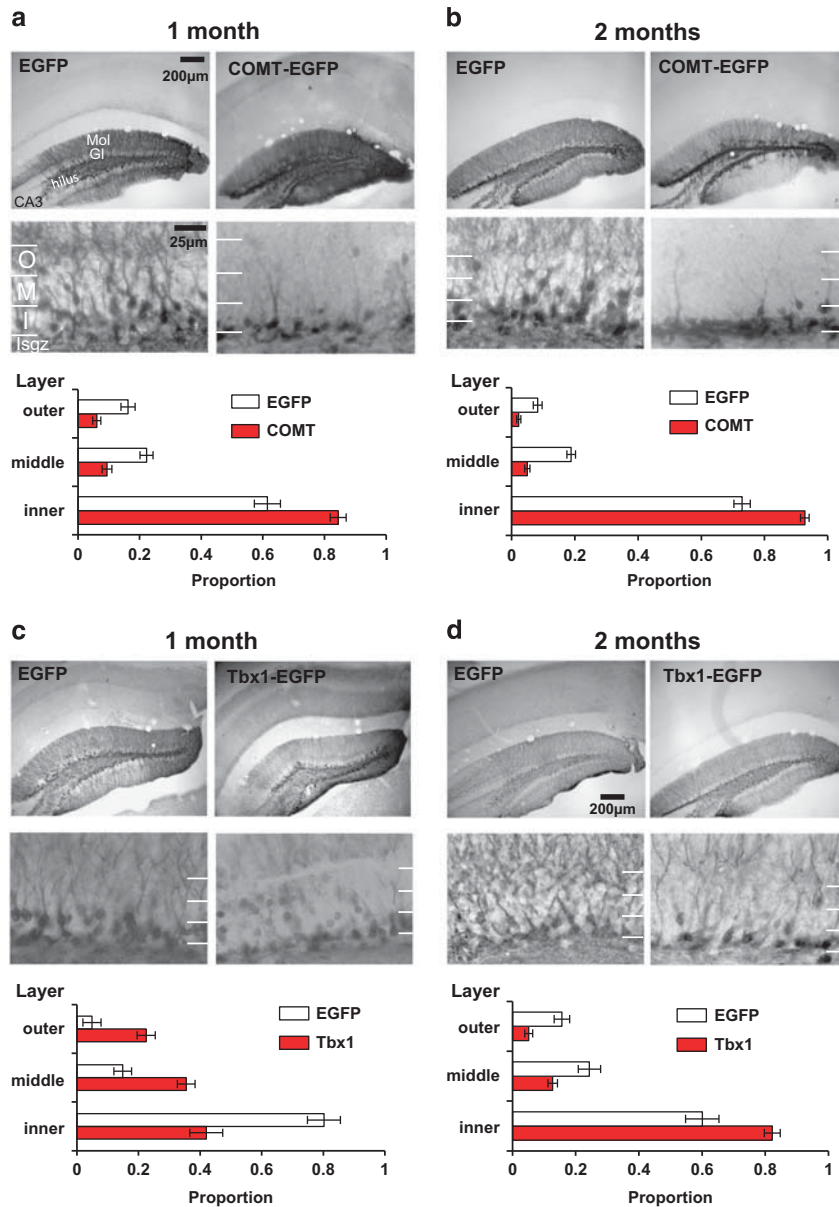 a
1 month
EGFP
200µm
COMT-EGFP
Mol
Gl
hilus
CA3
25µm
O
M
I
Isgz
Layer
outer
middle
inner
EGFP
COMT
0 0.2 0.4 0.6 0.8 1
Proportion
b
2 months
EGFP
COMT-EGFP
Layer
outer
middle
inner
EGFP
COMT
0 0.2 0.4 0.6 0.8 1
Proportion
c
1 month
EGFP
Tbx1-EGFP
Layer
outer
middle
inner
EGFP
Tbx1
0 0.2 0.4 0.6 0.8 1
Proportion
d
2 months
EGFP
Tbx1-EGFP
200µm
Layer
outer
middle
inner
EGFP
Tbx1
0 0.2 0.4 0.6 0.8 1
Proportion